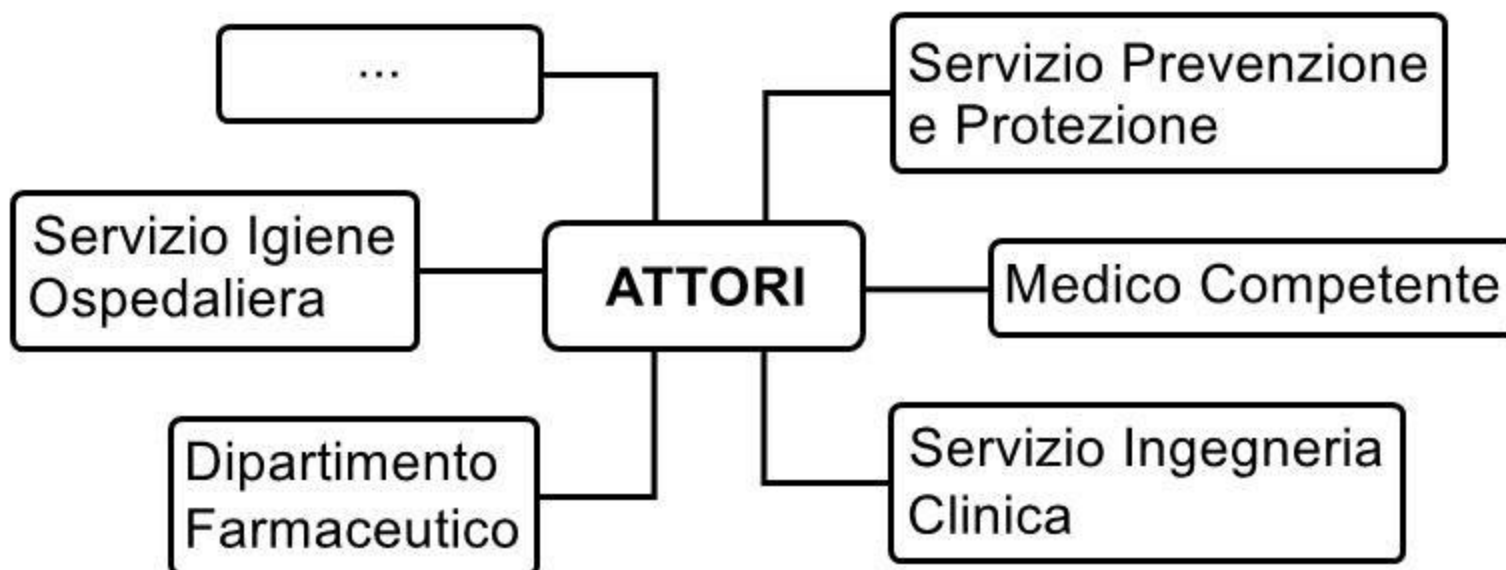 ...
Servizio Prevenzione
e Protezione
Servizio Igiene
Ospedaliera
ATTORI
Medico Competente
Dipartimento
Farmaceutico
Servizio Ingegneria
Clinica